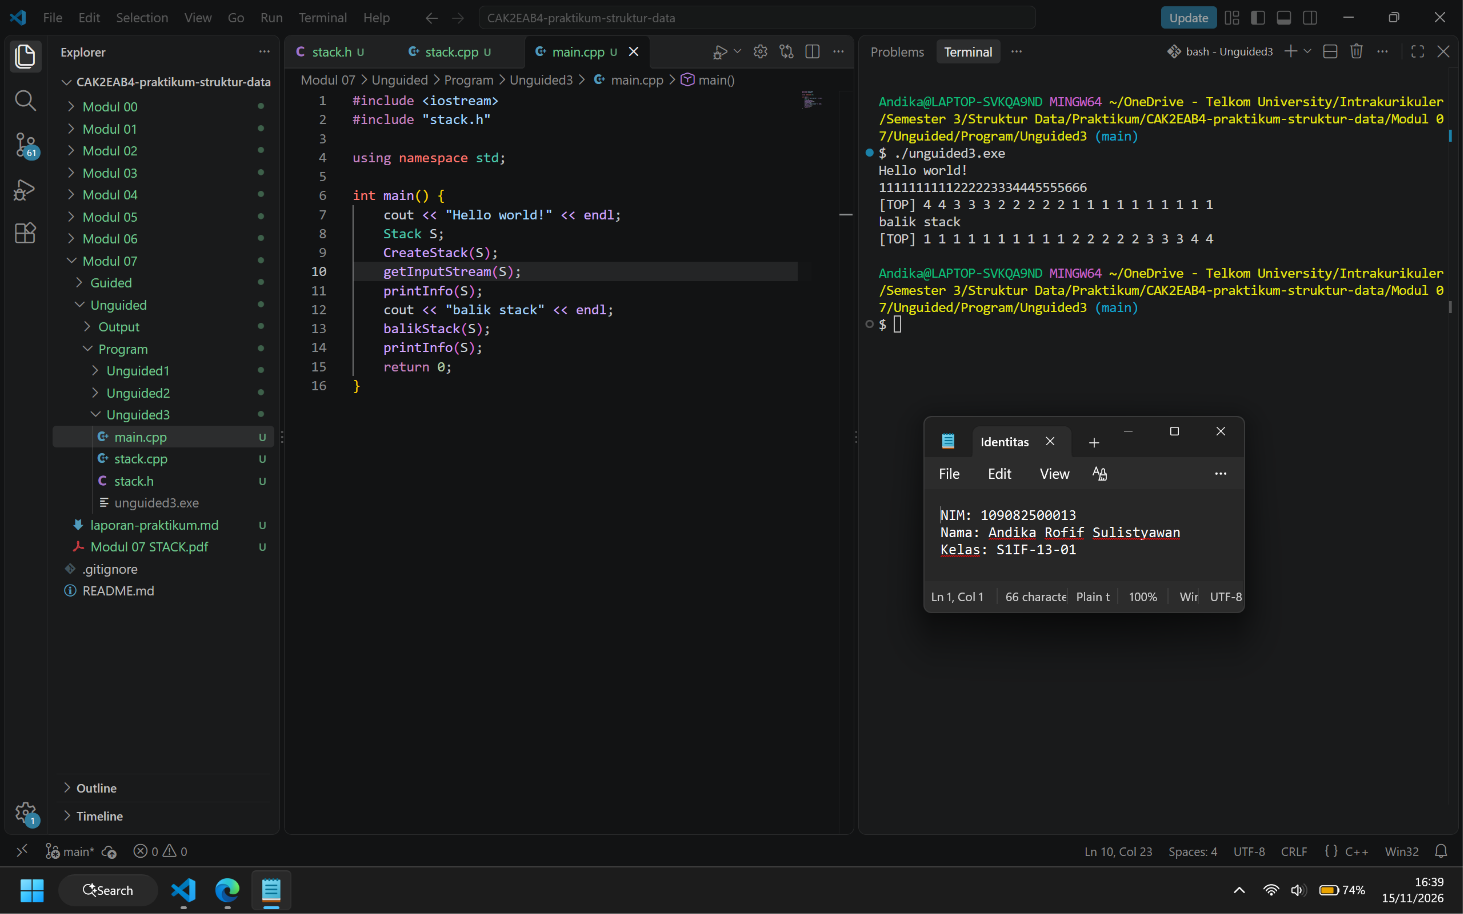 File Edit Selection View Go Run Terminal Help
CAK2EAB4-praktikum-struktur-data
Update
Explorer
CAK2EAB4-praktikum-struktur-data
Modul 00
Modul 01
Modul 02
Modul 03
Modul 04
Modul 05
Modul 06
Modul 07
Guided
Unguided
Output
Program
Unguided1
Unguided2
Unguided3
main.cpp U
stack.cpp U
stack.h U
unguided3.exe
laporan-praktikum.md U
Modul 07 STACK.pdf U
.gitignore
README.md
Outline
Timeline
61
1
stack.h U stack.cpp U main.cpp U
Modul 07 > Unguided > Program > Unguided3 > main.cpp > main()
1 #include <iostream>
2 #include "stack.h"
3
4 using namespace std;
5
6 int main() {
7 cout << "Hello world!" << endl;
8 Stack S;
9 CreateStack(S);
10 getInputStream(S);
11 printInfo(S);
12 cout << "balik stack" << endl;
13 balikStack(S);
14 printInfo(S);
15 return 0;
16 }
Problems Terminal
bash - Unguided3
Andika@LAPTOP-SVKQA9ND MINGW64 ~/OneDrive - Telkom University/Intrakurikuler
/Semester 3/Struktur Data/Praktikum/CAK2EAB4-praktikum-struktur-data/Modul 0
7/Unguided/Program/Unguided3 (main)
$ ./unguided3.exe
Hello world!
1111111111222223334445555666
[TOP] 4 4 3 3 3 2 2 2 2 2 1 1 1 1 1 1 1 1 1 1
balik stack
[TOP] 1 1 1 1 1 1 1 1 1 1 2 2 2 2 2 3 3 3 4 4
Andika@LAPTOP-SVKQA9ND MINGW64 ~/OneDrive - Telkom University/Intrakurikuler
/Semester 3/Struktur Data/Praktikum/CAK2EAB4-praktikum-struktur-data/Modul 0
7/Unguided/Program/Unguided3 (main)
$
Identitas
File Edit View
NIM: 109082500013
Nama: Andika Rofif Sulistyawan
Kelas: S1IF-13-01
Ln 1, Col 1 66 characte Plain t 100% Wir UTF-8
main* 0 0
Ln 10, Col 23 Spaces: 4 UTF-8 CRLF {} C++ Win32
Search
74%
16:39
15/11/2026